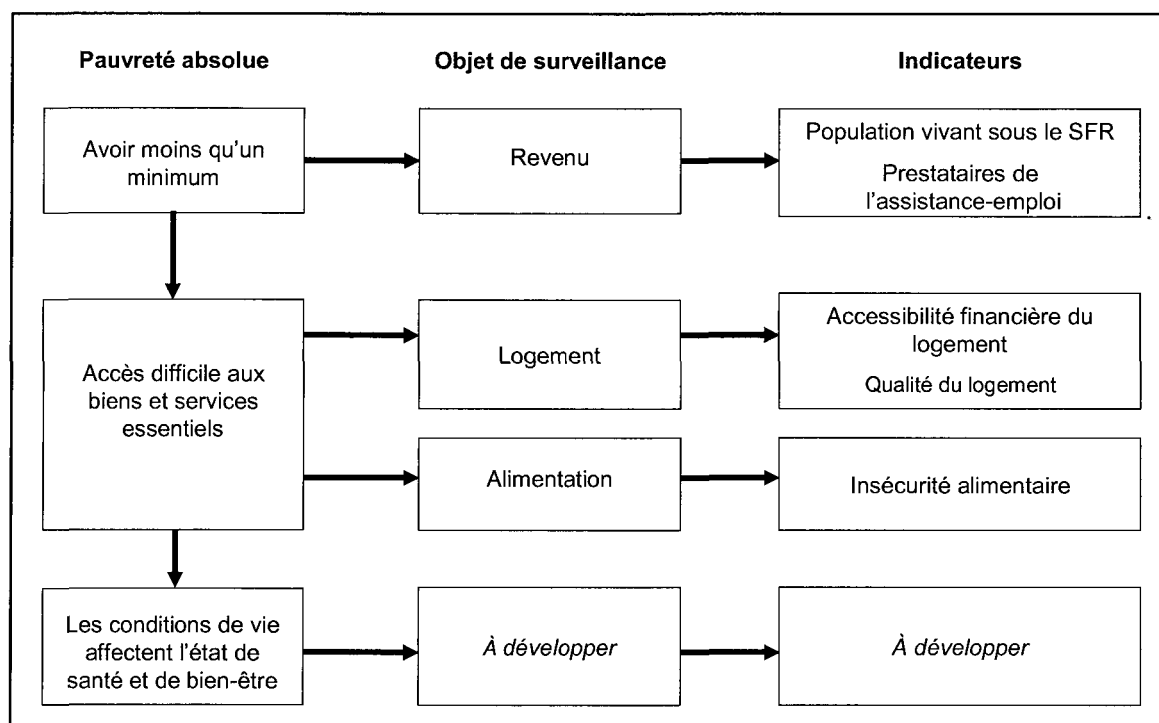 Pauvreté absolue
Objet de surveillance
Indicateurs
Avoir moins qu'un
minimum
Revenu
Population vivant sous le SFR
Prestataires de
l'assistance-emploi
Accès difficile aux
biens et services
essentiels
Logement
Accessibilité financière du
logement
Qualité du logement
Alimentation
Insécurité alimentaire
Les conditions de vie
affectent l'état de
santé et de bien-être
À développer
À développer